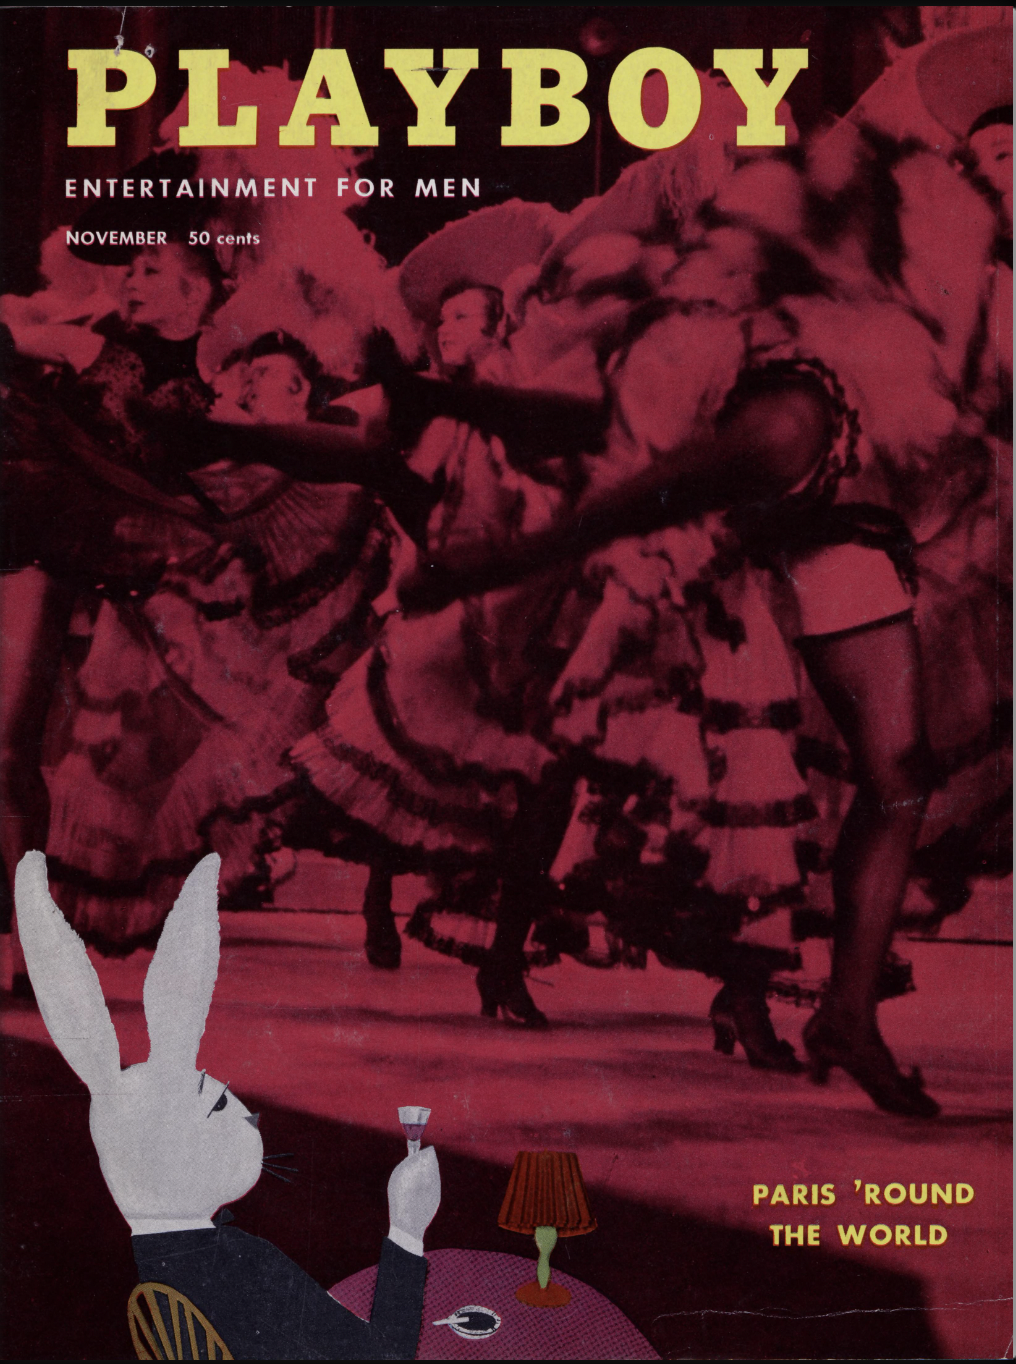 PLAYBOY
ENTERTAINMENT FOR MEN
NOVEMBER 50 cents
PARIS 'ROUND
THE WORLD